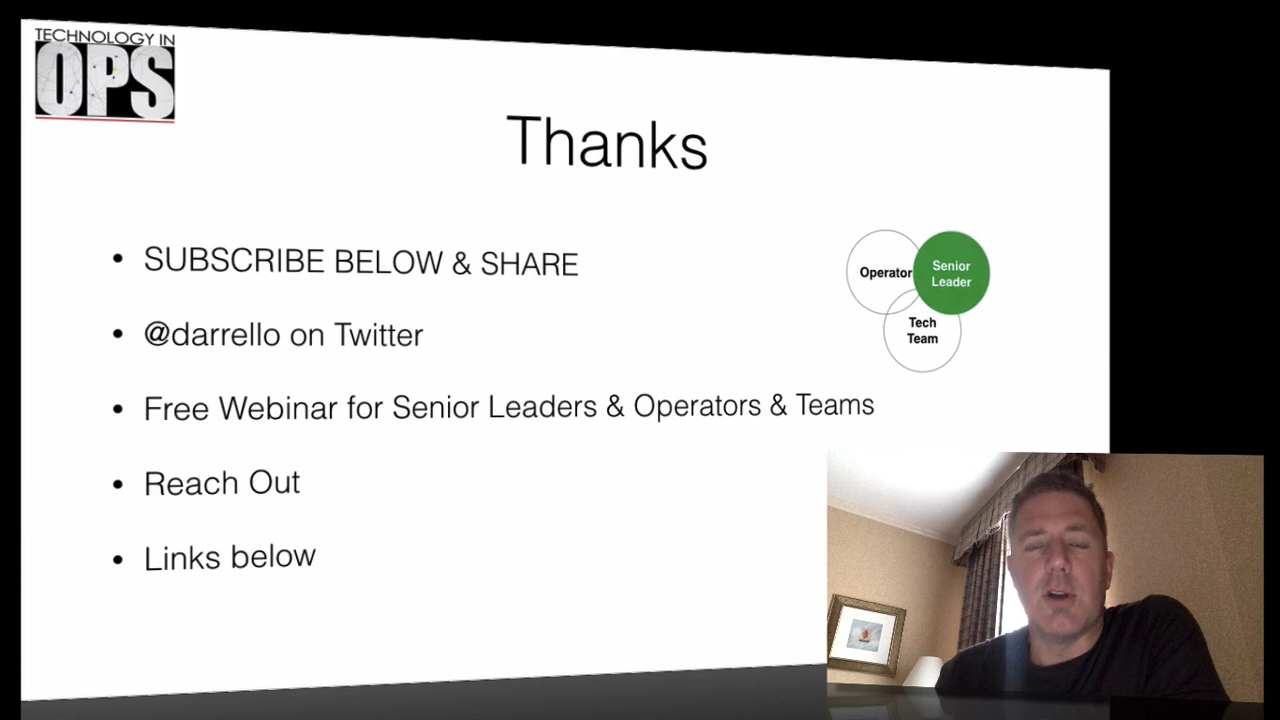 TECHNOLOGY IN
OPS
Thanks
• SUBSCRIBE BELOW & SHARE
• @darrello on Twitter
• Free Webinar for Senior Leaders & Operators & Teams
• Reach Out
• Links below
Operator
Senior
Leader
Tech
Team